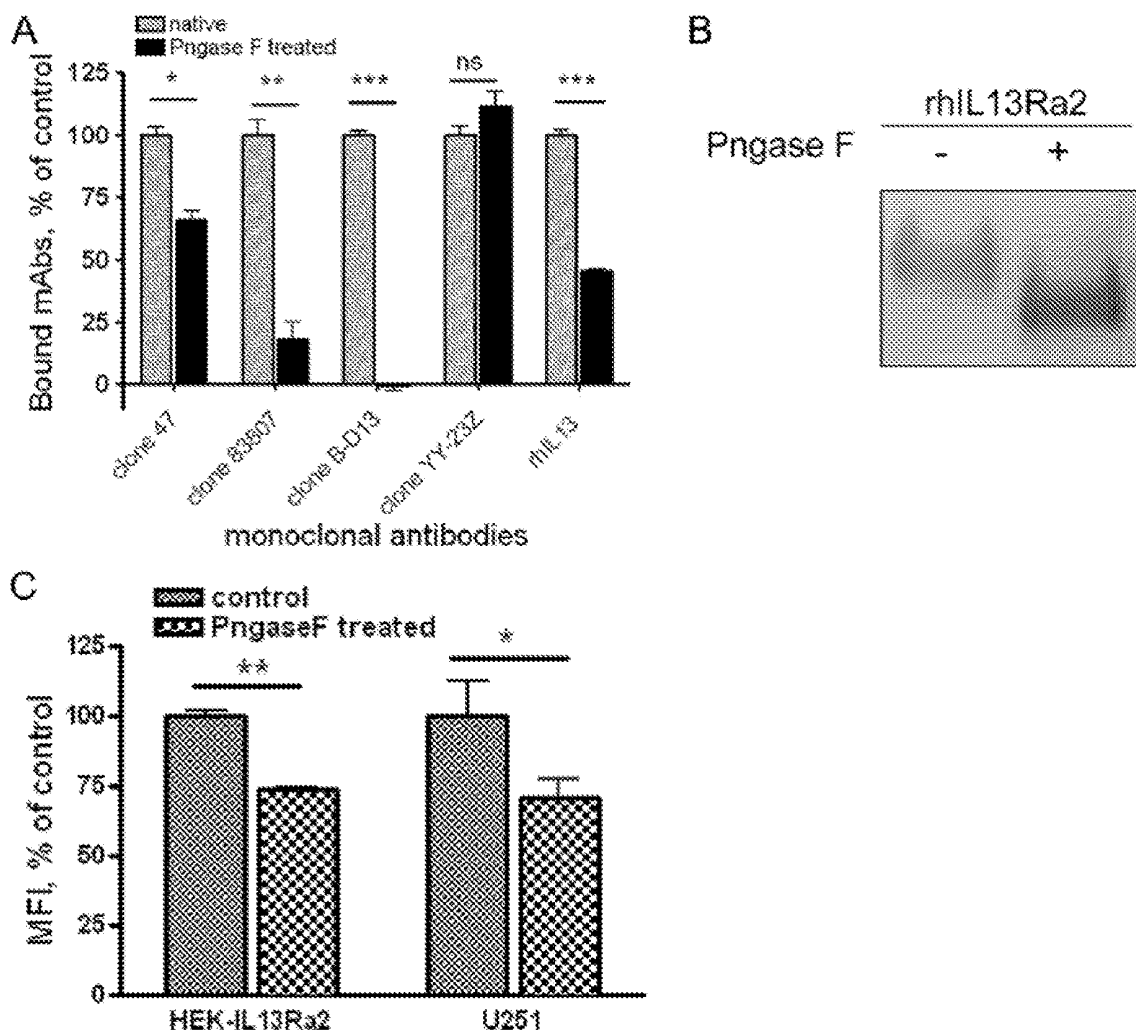 A
native
Pngase F treated
* ** *** ns ***
125
100
75
50
25
0
Bound mAbs, % of control
clone 47
clone 83807
clone B-D13
clone YY-23Z
rhIL13
monoclonal antibodies
B
rhIL13Ra2
Pngase F - +
C
control
PngaseF treated
** *
125
100
75
50
25
0
MFI, % of control
HEK-IL13Ra2 U251